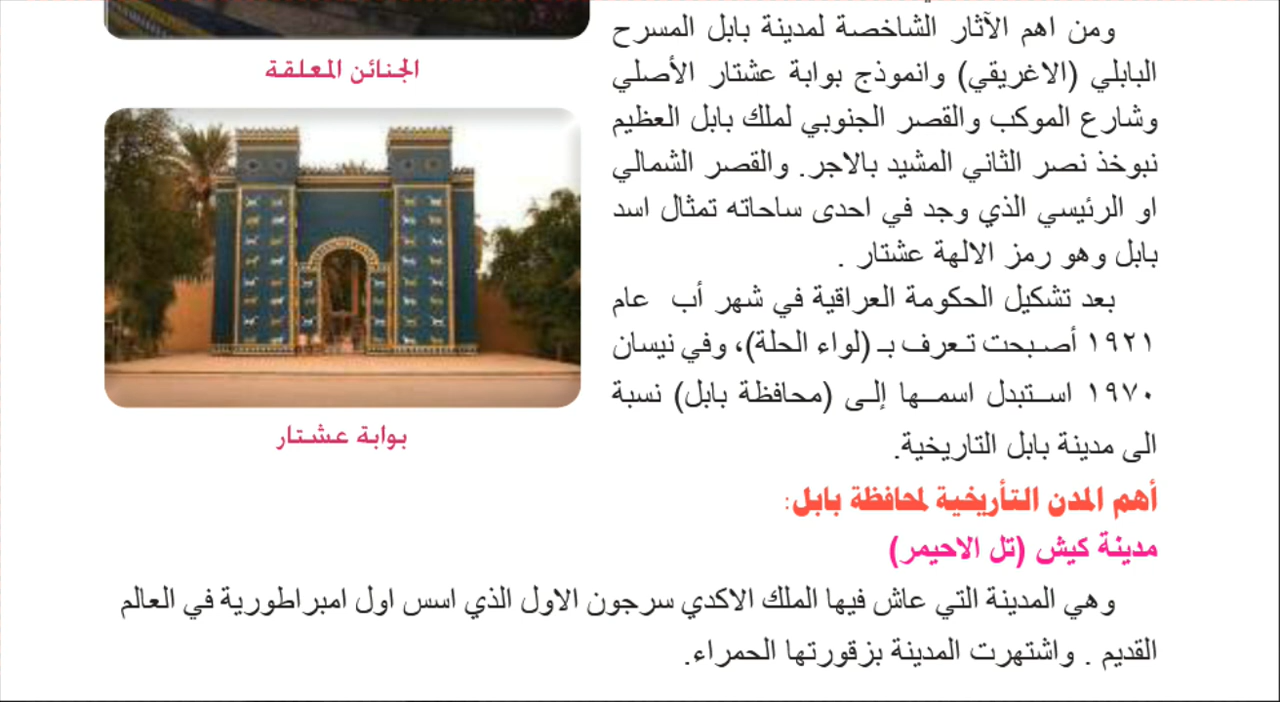 ومن اهم الآثار الشاخصة لمدينة بابل المسرح
البابلي (الاغريقي) وانموذج بوابة عشتار الأصلي
وشارع الموكب والقصر الجنوبي لملك بابل العظيم
نبوخذ نصر الثاني المشيد بالاجر. والقصر الشمالي
او الرئيسي الذي وجد في احدى ساحاته تمثال اسد
بابل وهو رمز الالهة عشتار .
بعد تشكيل الحكومة العراقية في شهر أب عام
١٩٢١ أصبحت تعرف بـ (لواء الحلة)، وفي نيسان
١٩٧٠ استبدل اسمها إلى (محافظة بابل) نسبة
الى مدينة بابل التاريخية.
الجنائن المعلقة
بوابة عشتار
أهم المدن التأريخية لمحافظة بابل:
مدينة كيش (تل الاحيمر)
وهي المدينة التي عاش فيها الملك الاكدي سرجون الاول الذي اسس اول امبراطورية في العالم
القديم . واشتهرت المدينة بزقورتها الحمراء.